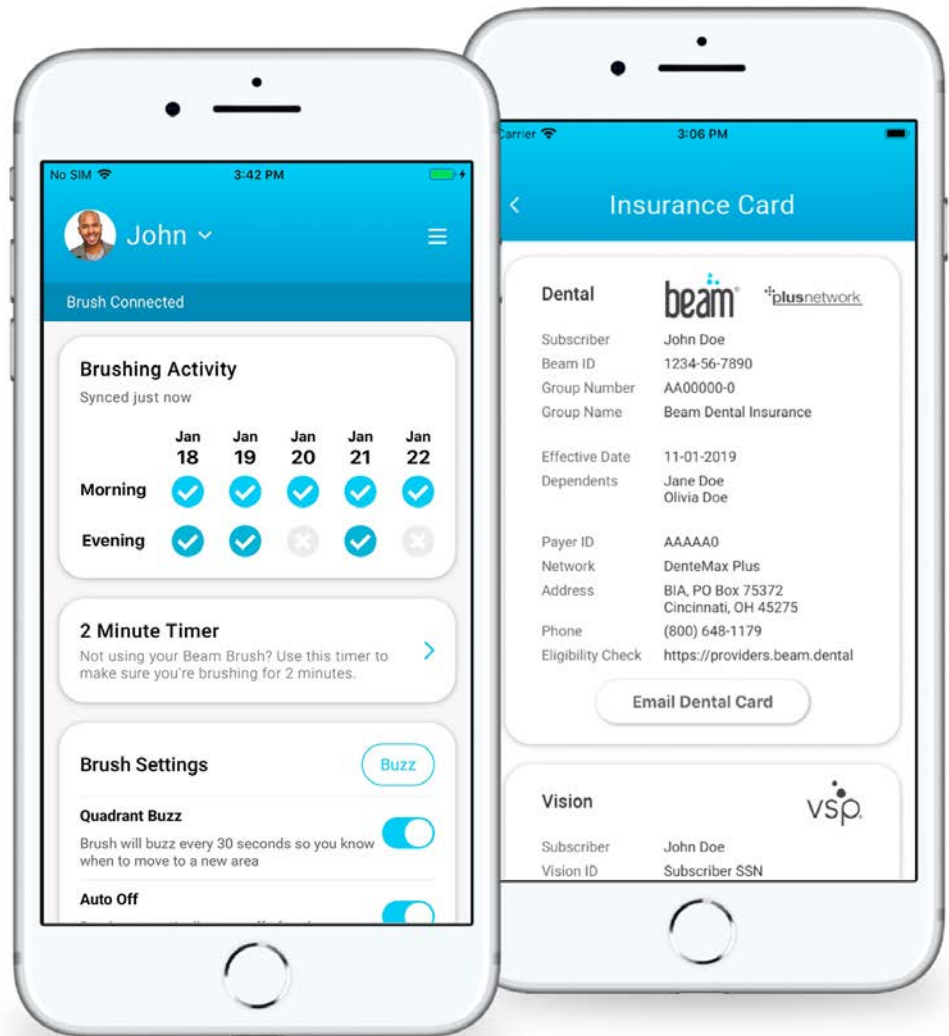 No SIM 3:42 PM
John
Brush Connected
Brushing Activity
Synced just now
Jan Jan Jan Jan Jan
18 19 20 21 22
Morning
Evening
2 Minute Timer
Not using your Beam Brush? Use this timer to
make sure you're brushing for 2 minutes.
Brush Settings Buzz
Quadrant Buzz
Brush will buzz every 30 seconds so you know
when to move to a new area
Auto Off
Carrier 3:06 PM
Insurance Card
Dental beam® plusnetwork
Subscriber John Doe
Beam ID 1234-56-7890
Group Number AA00000-0
Group Name Beam Dental Insurance
Effective Date 11-01-2019
Dependents Jane Doe
Olivia Doe
Payer ID AAAAA0
Network DenteMax Plus
Address BIA, PO Box 75372
Cincinnati, OH 45275
Phone (800) 648-1179
Eligibility Check https://providers.beam.dental
Email Dental Card
Vision vsp.
Subscriber John Doe
Vision ID Subscriber SSN